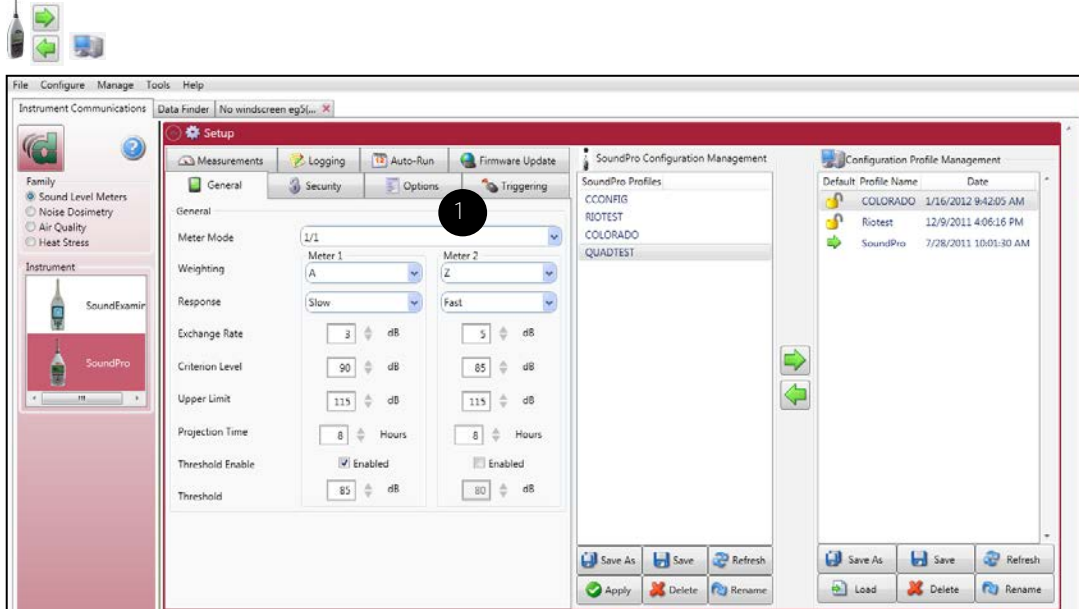 File Configure Manage Tools Help
Instrument Communications Data Finder No windscreen eg5(...
Setup
Measurements Logging Auto-Run Firmware Update
General Security Options Triggering
1
Family
Sound Level Meters
Noise Dosimetry
Air Quality
Heat Stress
Instrument
SoundExamin
SoundPro
General
Meter Mode 1/1
Meter 1 Meter 2
Weighting A Z
Response Slow Fast
Exchange Rate 3 dB 5 dB
Criterion Level 90 dB 85 dB
Upper Limit 115 dB 115 dB
Projection Time 8 Hours 8 Hours
Threshold Enable Enabled Enabled
Threshold 85 dB 80 dB
SoundPro Configuration Management
SoundPro Profiles
CCONFIG
RIOTEST
COLORADO
QUADTEST
Save As Save Refresh
Apply Delete Rename
Configuration Profile Management
Default Profile Name Date
COLORADO 1/16/2012 9:42:05 AM
Riotest 12/9/2011 4:06:16 PM
SoundPro 7/28/2011 10:01:30 AM
Save As Save Refresh
Load Delete Rename